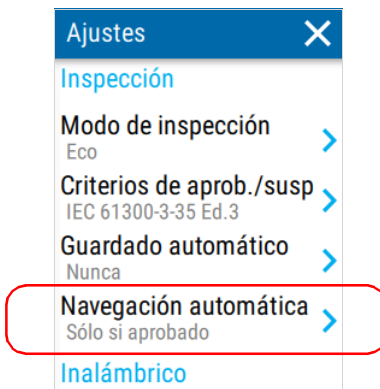 Ajustes
Inspección
Modo de inspección
Eco
Criterios de aprob./susp
IEC 61300-3-35 Ed.3
Guardado automático
Nunca
Navegación automática
Sólo si aprobado
Inalámbrico